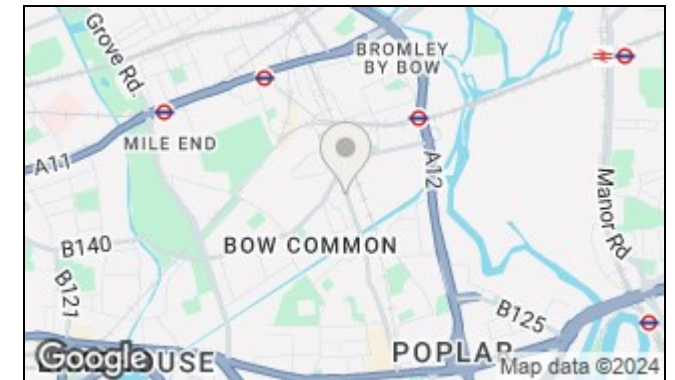 Grove Rd.
BROMLEY
BY BOW
MILE END
A11
A12
Manor Rd
B140
BOW COMMON
B121
B125
POPLAR
Google
OUSE
Map data ©2024